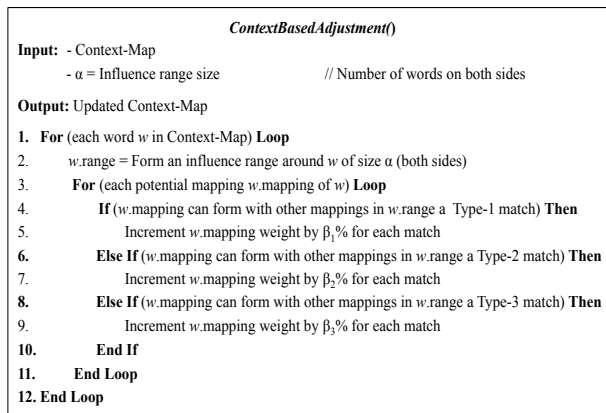 ContextBasedAdjustment()
Input: - Context-Map
- α = Influence range size // Number of words on both sides
Output: Updated Context-Map
1. For (each word w in Context-Map) Loop
2. w.range = Form an influence range around w of size α (both sides)
3. For (each potential mapping w.mapping of w) Loop
4. If (w.mapping can form with other mappings in w.range a Type-1 match) Then
5. Increment w.mapping weight by β₁% for each match
6. Else If (w.mapping can form with other mappings in w.range a Type-2 match) Then
7. Increment w.mapping weight by β₂% for each match
8. Else If (w.mapping can form with other mappings in w.range a Type-3 match) Then
9. Increment w.mapping weight by β₃% for each match
10. End If
11. End Loop
12. End Loop